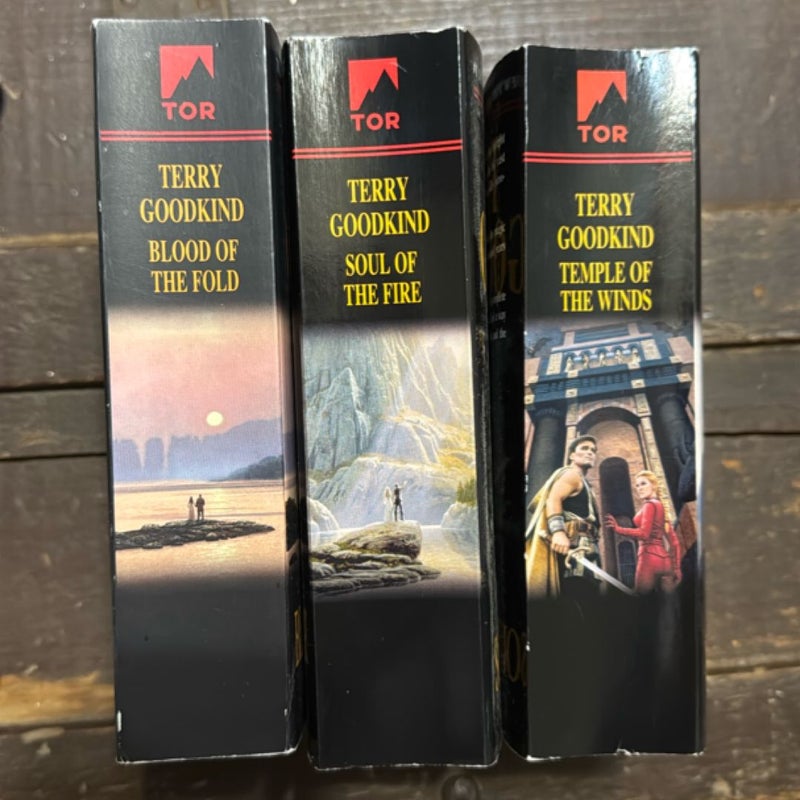 TOR
TERRY
GOODKIND
BLOOD OF
THE FOLD
TOR
TERRY
GOODKIND
SOUL OF
THE FIRE
TOR
TERRY
GOODKIND
TEMPLE OF
THE WINDS